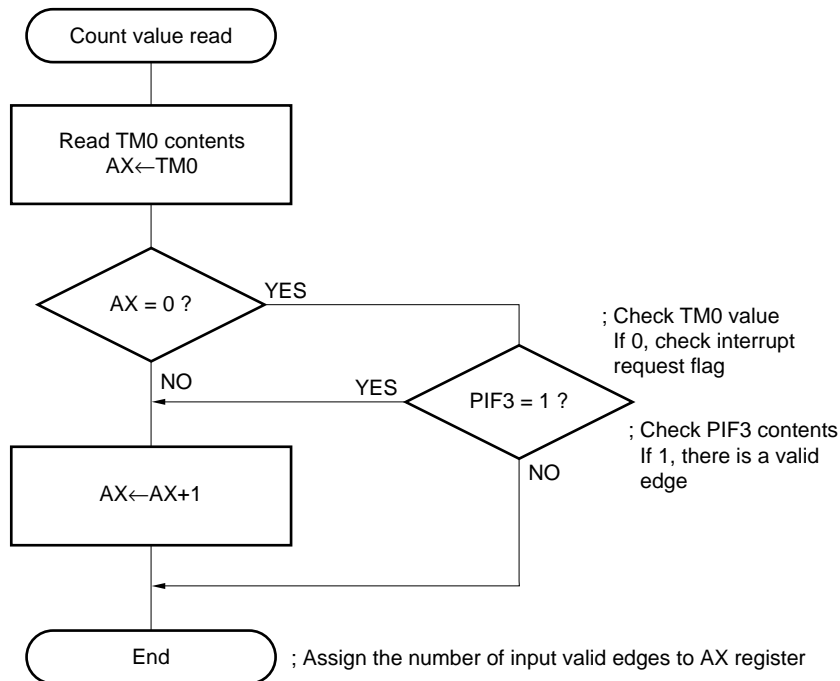 Count value read
Read TM0 contents
AX←TM0
AX = 0 ?
YES
NO
; Check TM0 value
If 0, check interrupt
request flag
YES
PIF3 = 1 ?
; Check PIF3 contents
If 1, there is a valid
edge
NO
AX←AX+1
End
; Assign the number of input valid edges to AX register